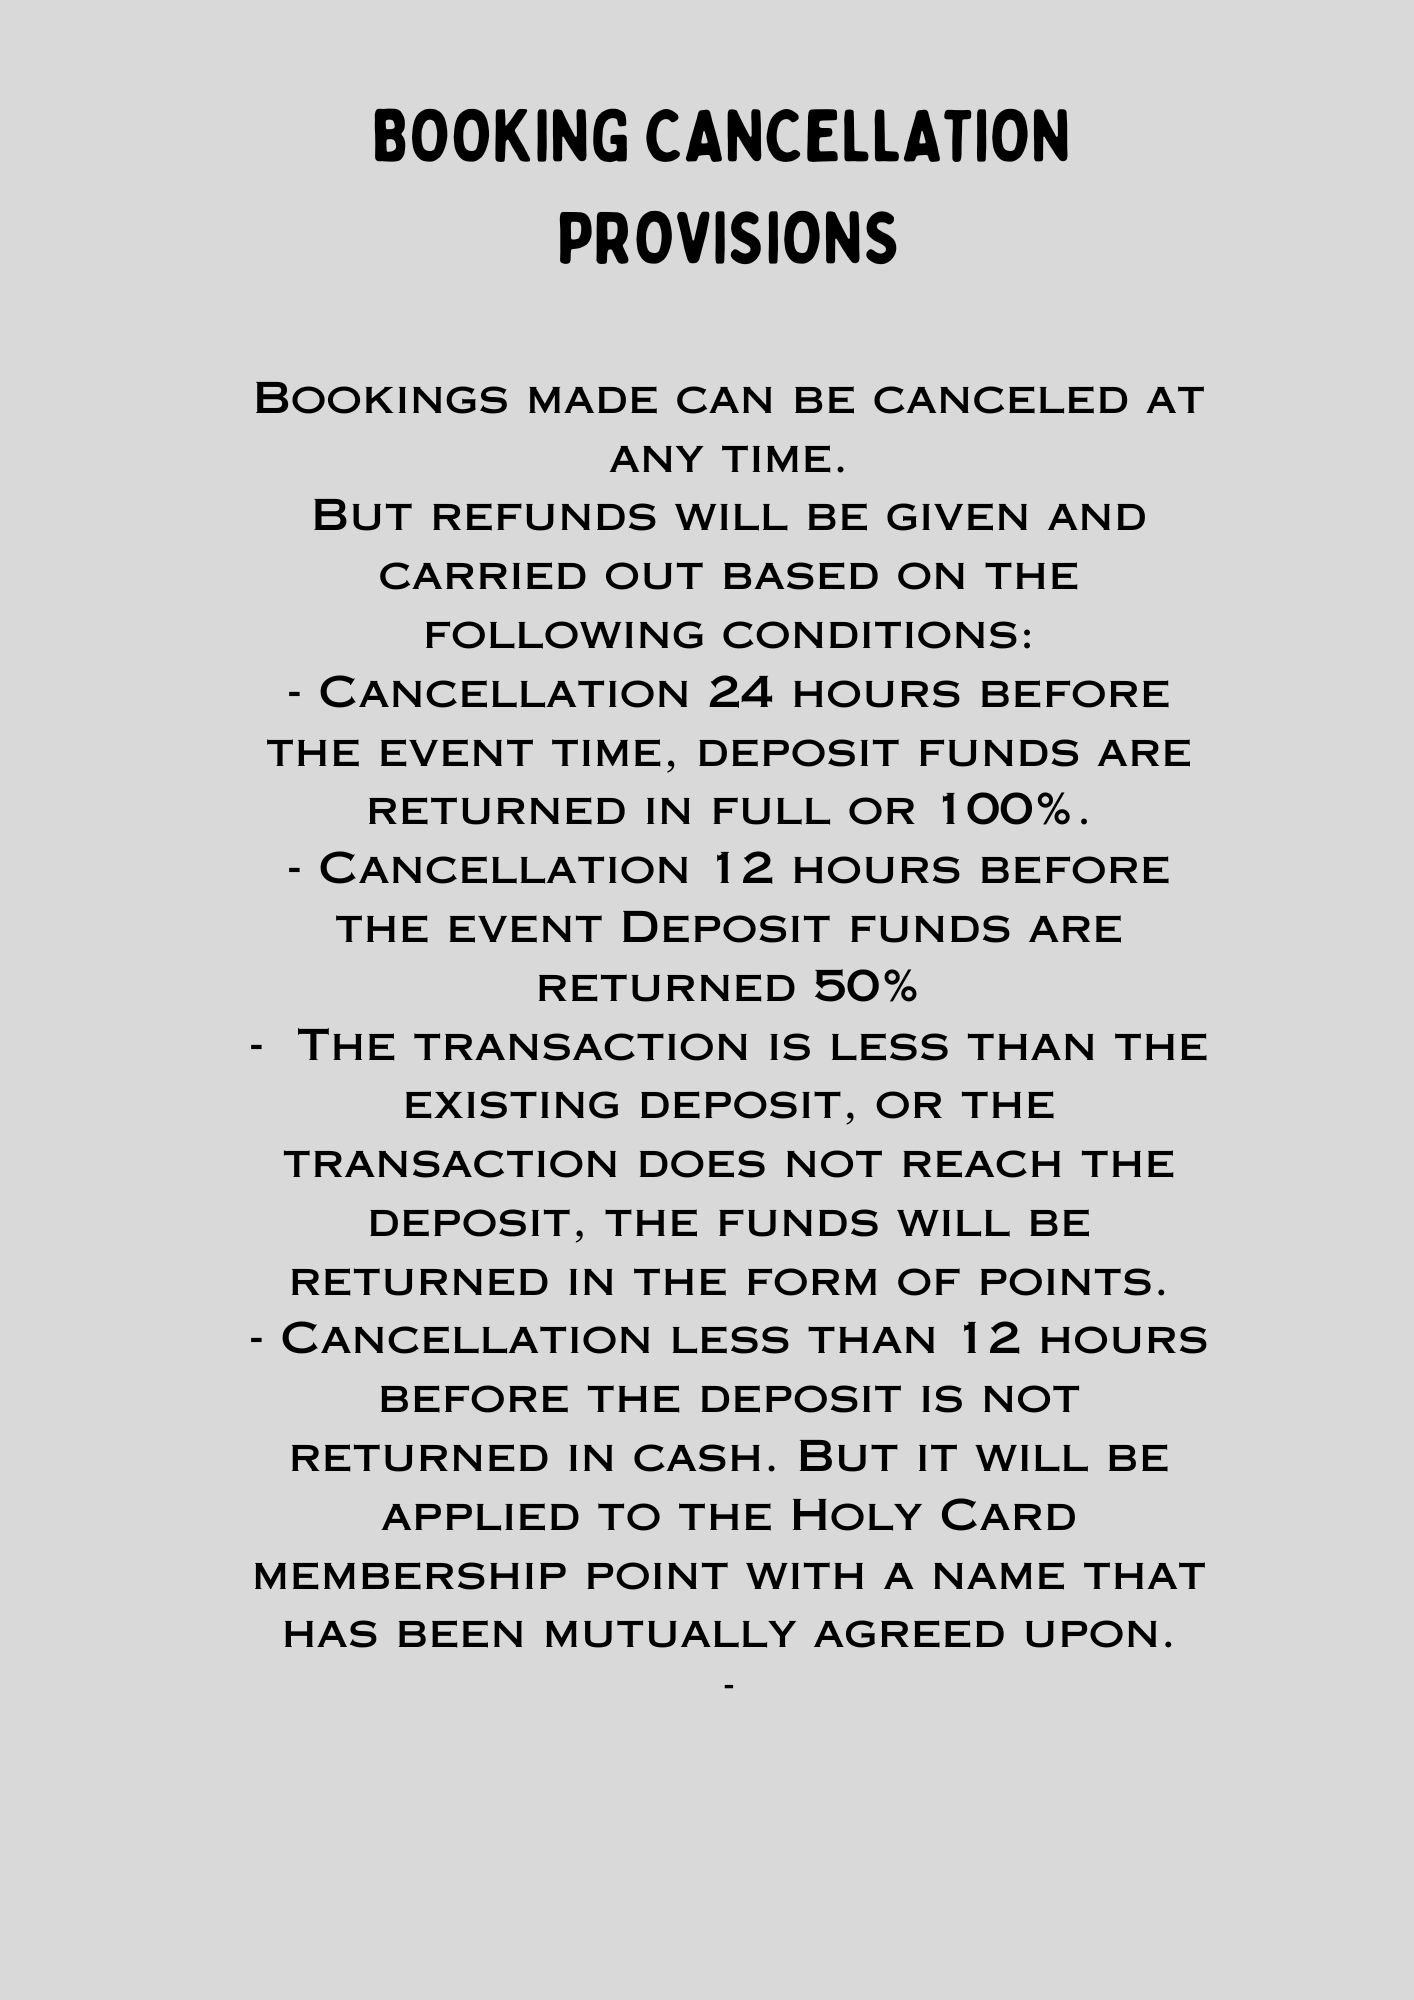 BOOKING CANCELLATION
PROVISIONS
Bookings made can be canceled at
any time.
But refunds will be given and
carried out based on the
following conditions:
- Cancellation 24 hours before
the event time, deposit funds are
returned in full or 100%.
- Cancellation 12 hours before
the event Deposit funds are
returned 50%
- The transaction is less than the
existing deposit, or the
transaction does not reach the
deposit, the funds will be
returned in the form of points.
- Cancellation less than 12 hours
before the deposit is not
returned in cash. But it will be
applied to the Holy Card
membership point with a name that
has been mutually agreed upon.
-